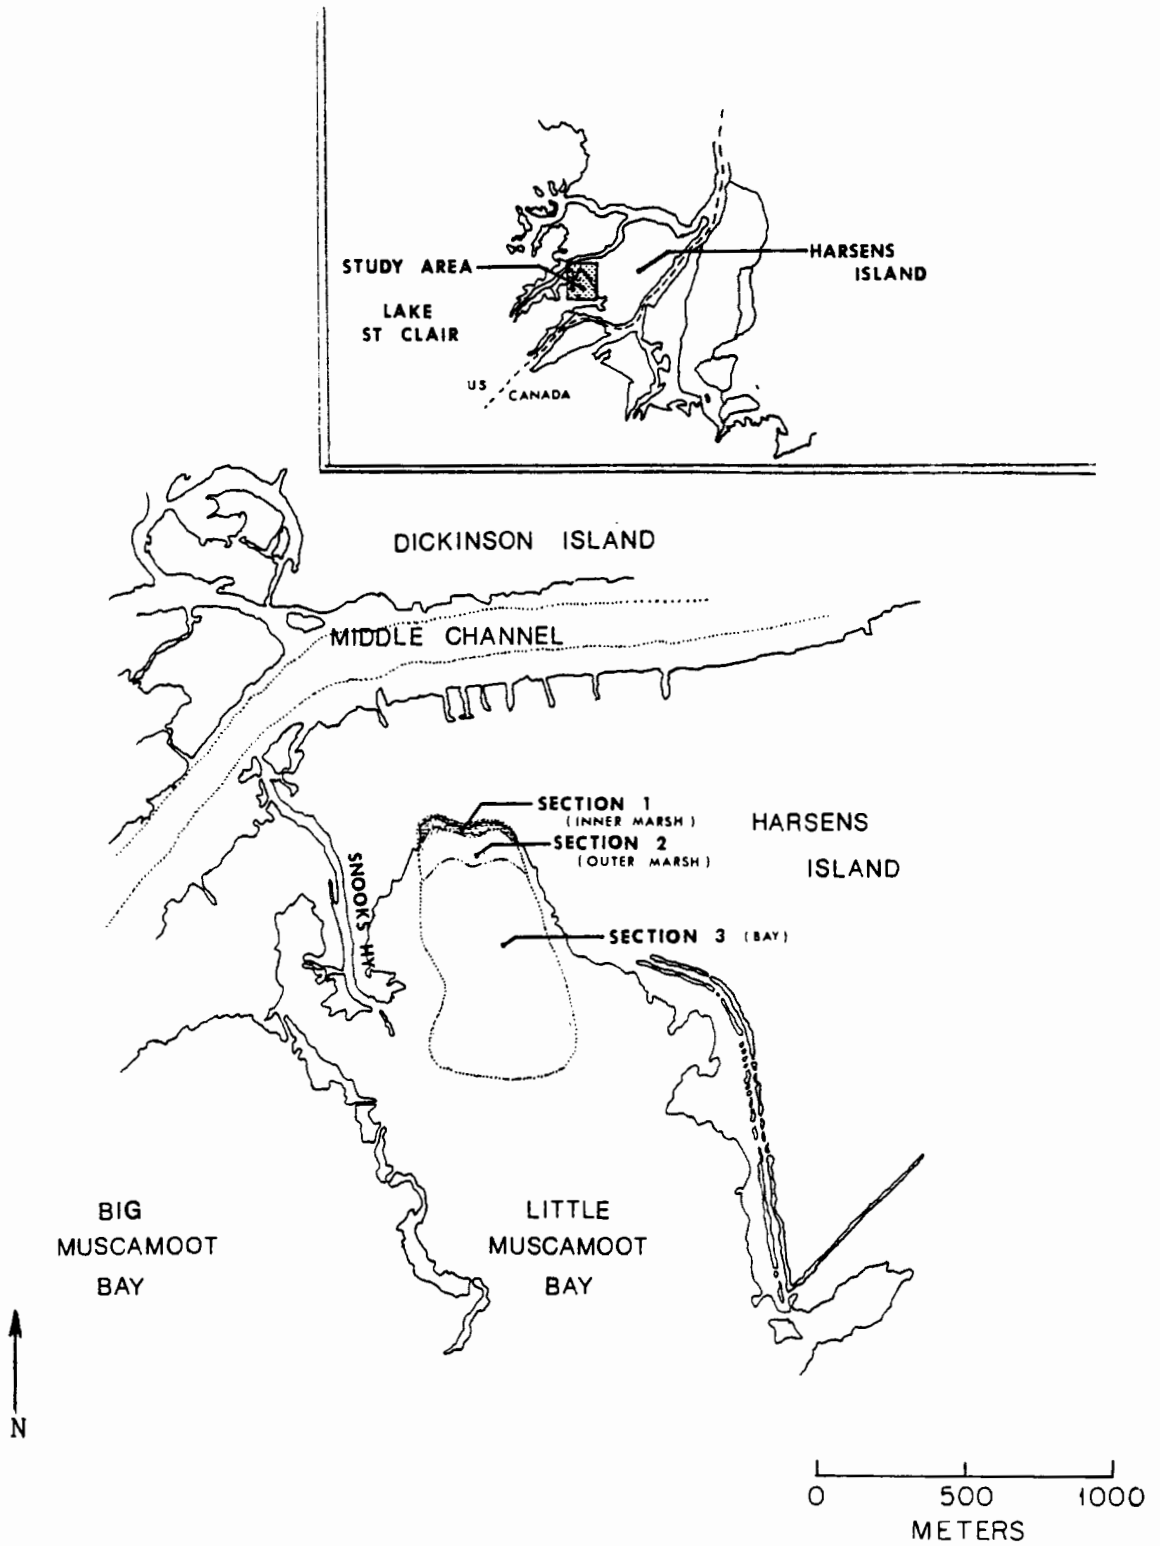 STUDY AREA
HARSENS
ISLAND
LAKE
ST CLAIR
US
CANADA
DICKINSON ISLAND
MIDDLE CHANNEL
SECTION 1
(INNER MARSH)
SECTION 2
(OUTER MARSH)
HARSENS
ISLAND
SNOOKS HY
SECTION 3 (BAY)
BIG
MUSCAMOOT
BAY
LITTLE
MUSCAMOOT
BAY
N
0 500 1000
METERS